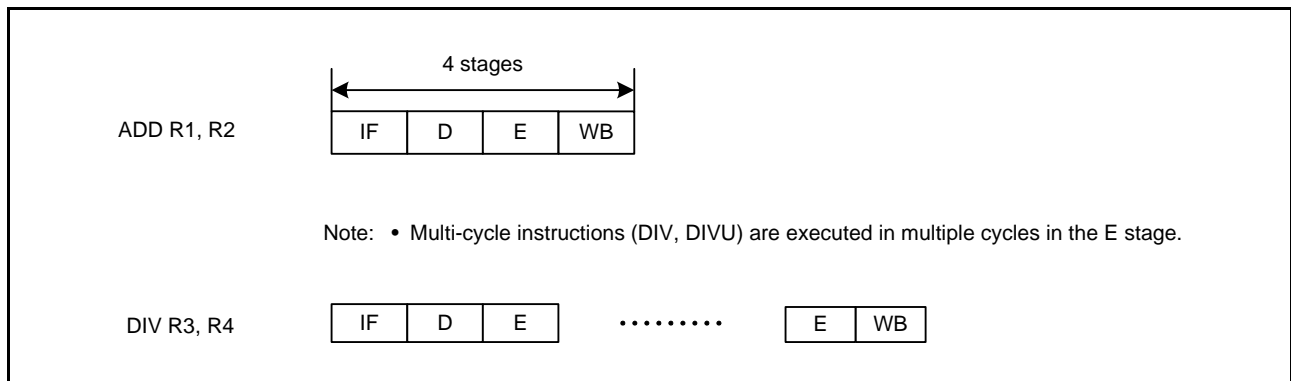 4 stages
ADD R1, R2 IF D E WB
Note: • Multi-cycle instructions (DIV, DIVU) are executed in multiple cycles in the E stage.
DIV R3, R4 IF D E ········· E WB